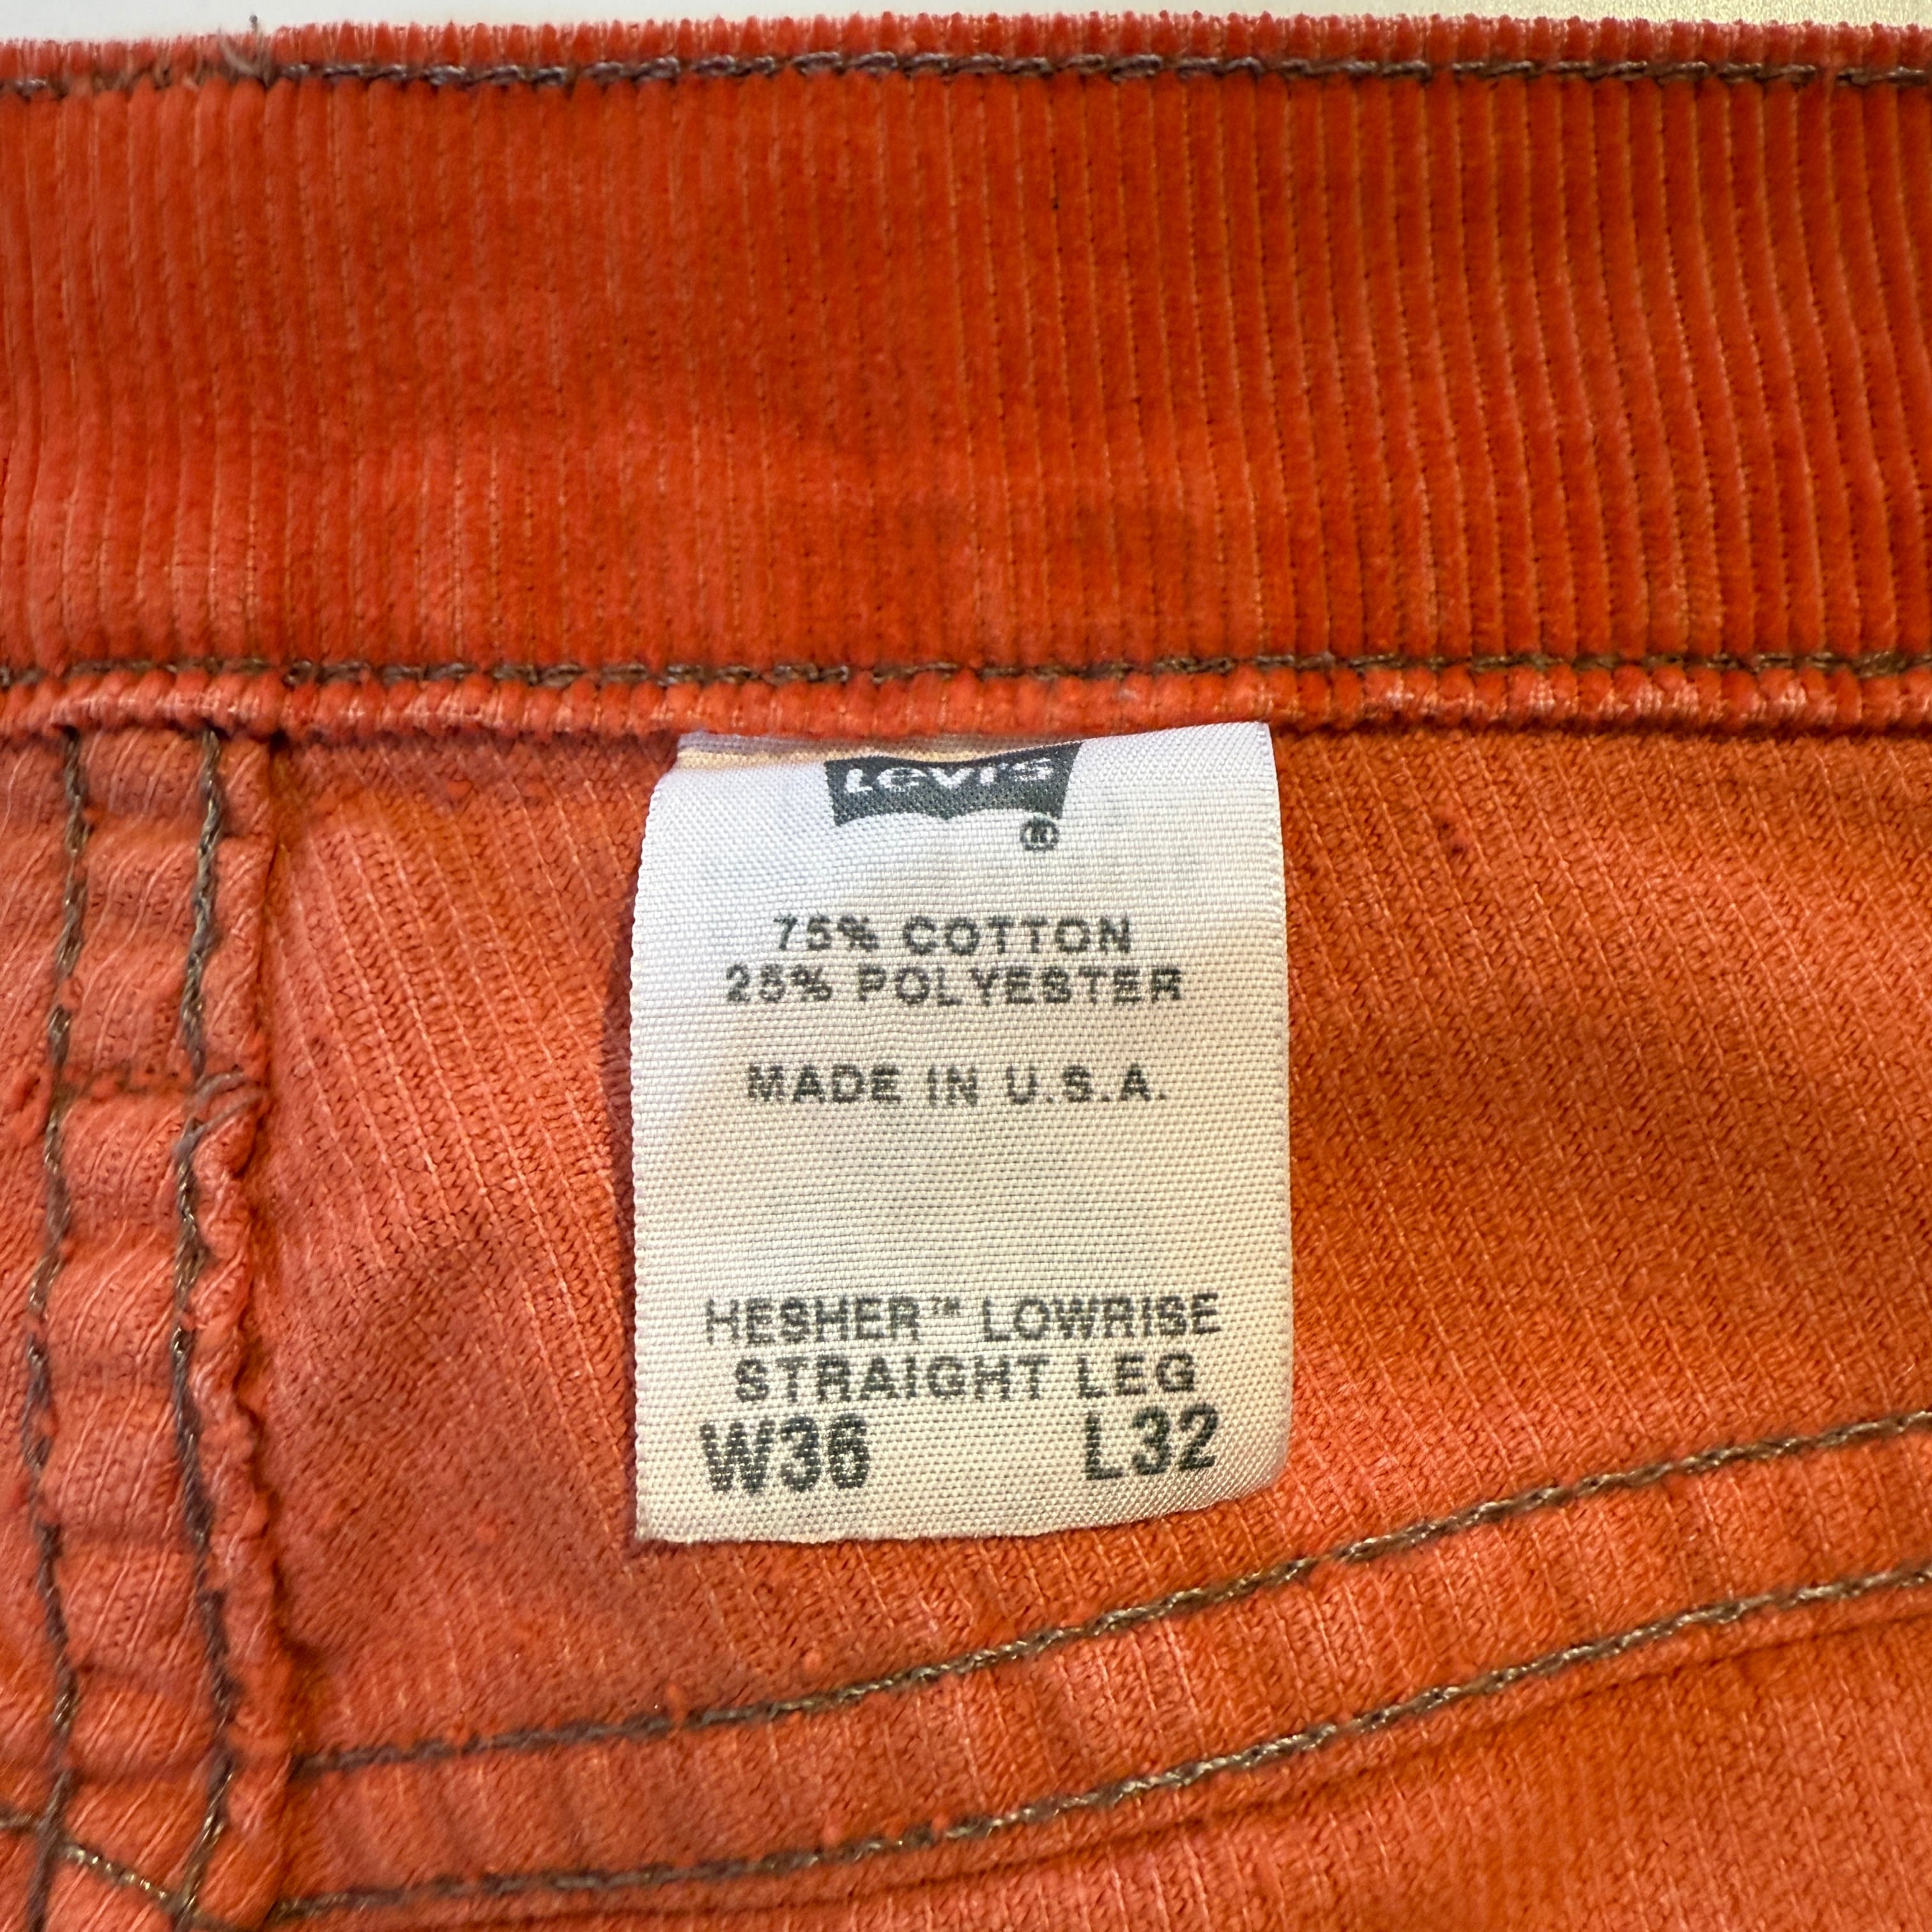 Levi's
®
75% COTTON
25% POLYESTER
MADE IN U.S.A.
HESHER™ LOWRISE
STRAIGHT LEG
W36 L32